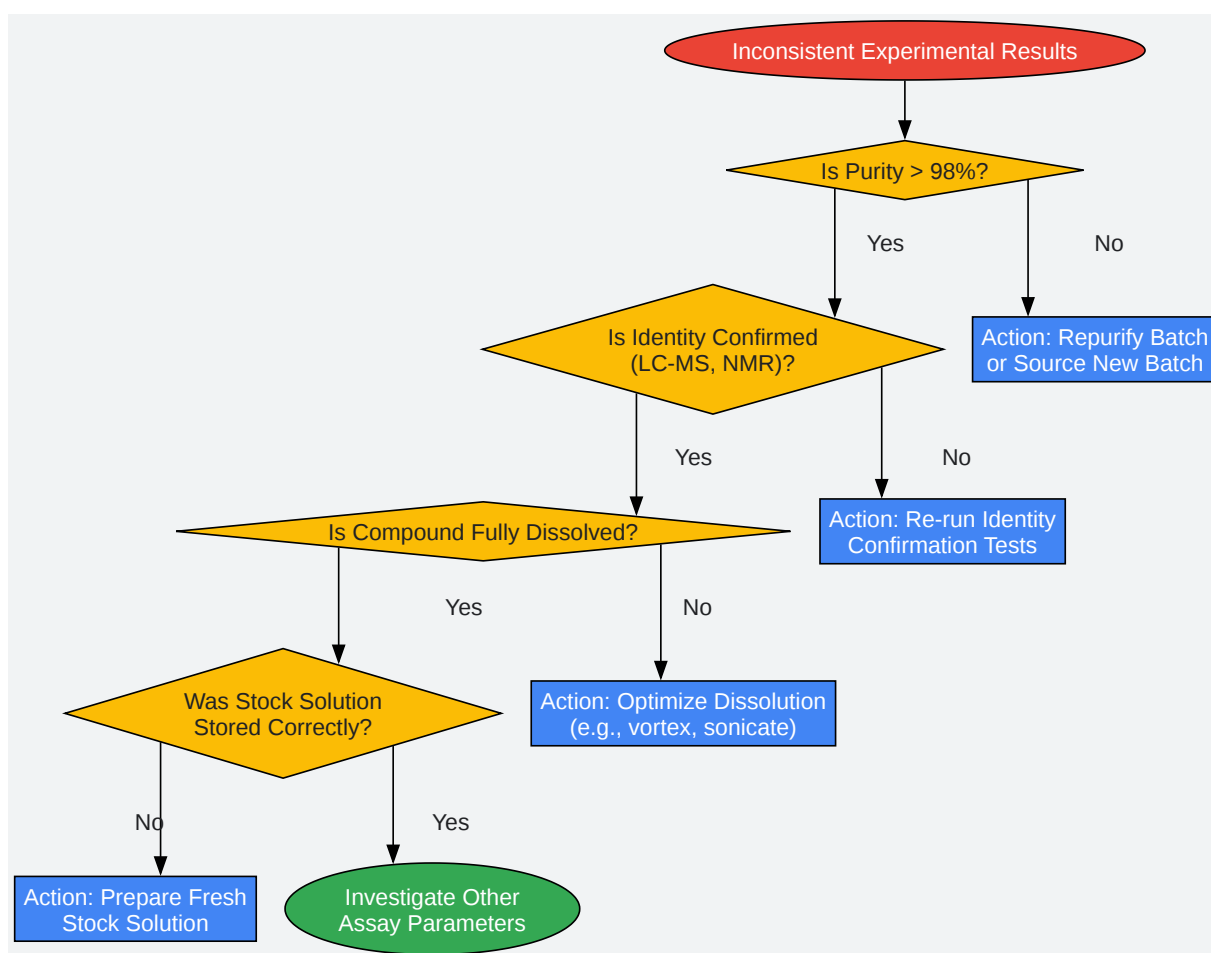 Inconsistent Experimental Results
Is Purity > 98%?
Yes
No
Is Identity Confirmed
(LC-MS, NMR)?
Action: Repurify Batch
or Source New Batch
Yes
No
Is Compound Fully Dissolved?
Action: Re-run Identity
Confirmation Tests
Yes
No
Was Stock Solution
Stored Correctly?
Action: Optimize Dissolution
(e.g., vortex, sonicate)
No
Yes
Action: Prepare Fresh
Stock Solution
Investigate Other
Assay Parameters